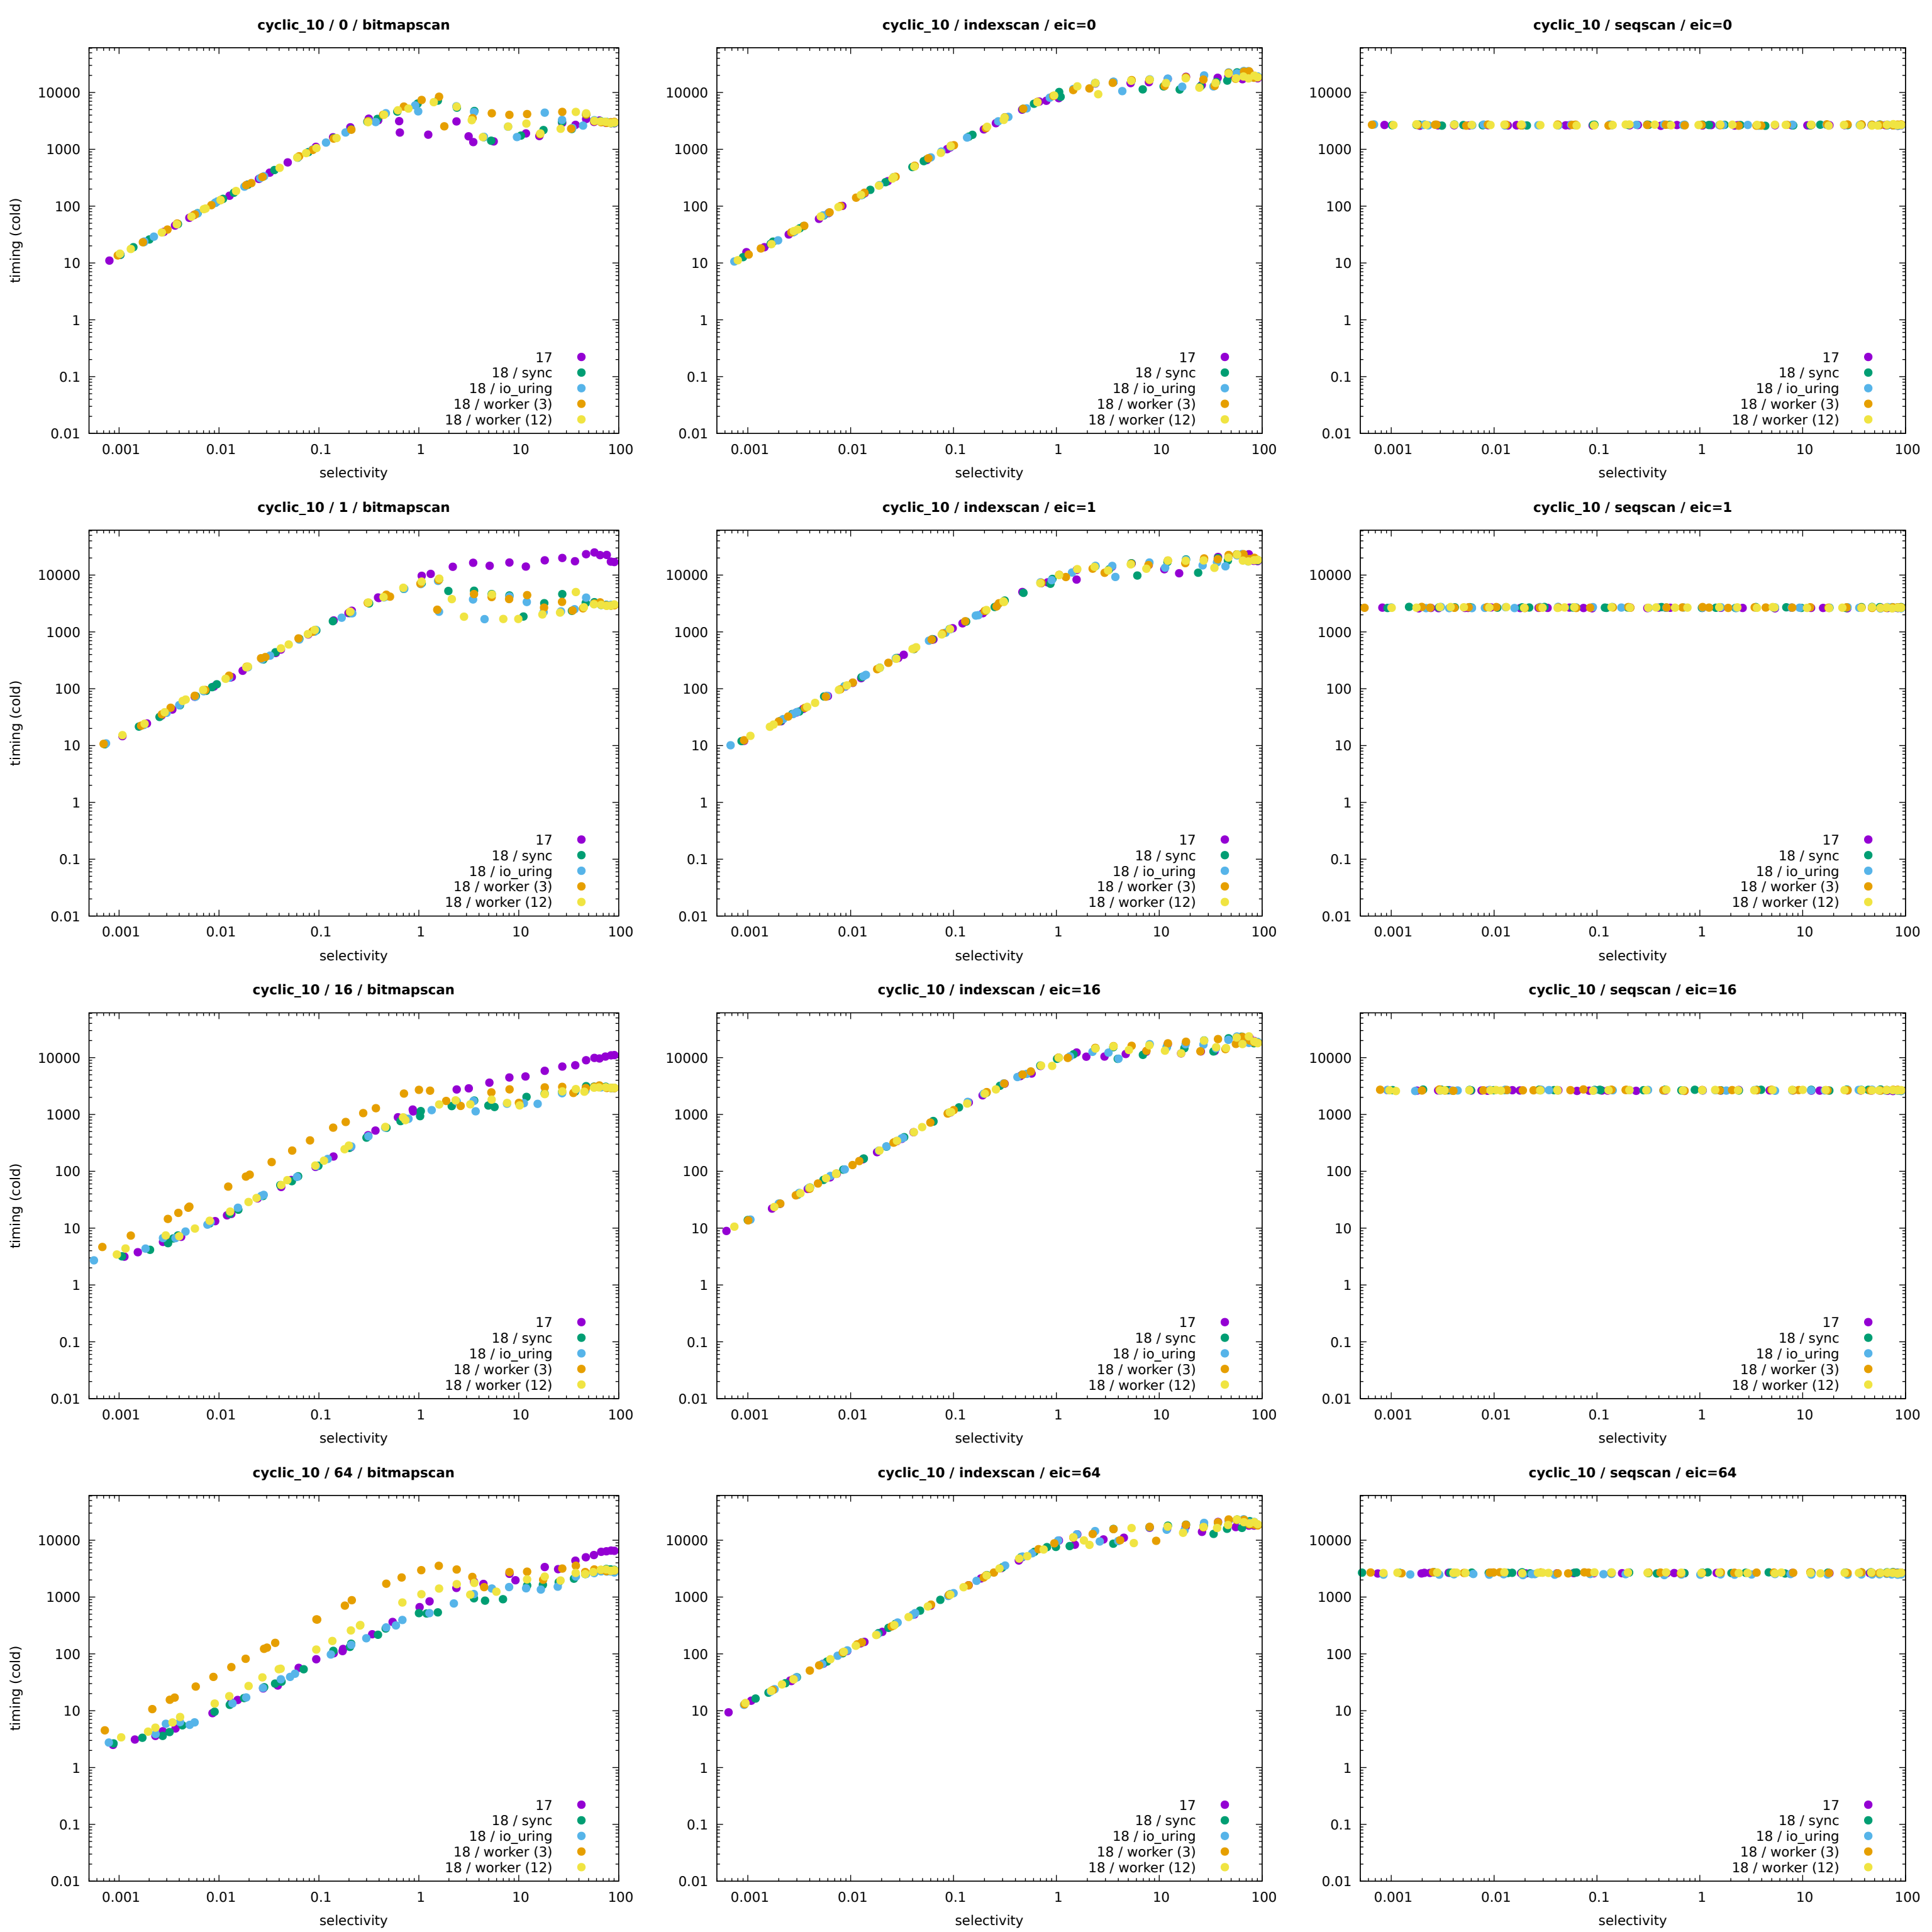 cyclic_10 / 0 / bitmapscan
timing (cold)
10000
1000
100
10
1
0.1
0.01
17
18 / sync
18 / io_uring
18 / worker (3)
18 / worker (12)
0.001 0.01 0.1 1 10 100
selectivity
cyclic_10 / indexscan / eic=0
10000
1000
100
10
1
0.1
0.01
17
18 / sync
18 / io_uring
18 / worker (3)
18 / worker (12)
0.001 0.01 0.1 1 10 100
selectivity
cyclic_10 / seqscan / eic=0
10000
1000
100
10
1
0.1
0.01
17
18 / sync
18 / io_uring
18 / worker (3)
18 / worker (12)
0.001 0.01 0.1 1 10 100
selectivity
cyclic_10 / 1 / bitmapscan
timing (cold)
10000
1000
100
10
1
0.1
0.01
17
18 / sync
18 / io_uring
18 / worker (3)
18 / worker (12)
0.001 0.01 0.1 1 10 100
selectivity
cyclic_10 / indexscan / eic=1
10000
1000
100
10
1
0.1
0.01
17
18 / sync
18 / io_uring
18 / worker (3)
18 / worker (12)
0.001 0.01 0.1 1 10 100
selectivity
cyclic_10 / seqscan / eic=1
10000
1000
100
10
1
0.1
0.01
17
18 / sync
18 / io_uring
18 / worker (3)
18 / worker (12)
0.001 0.01 0.1 1 10 100
selectivity
cyclic_10 / 16 / bitmapscan
timing (cold)
10000
1000
100
10
1
0.1
0.01
17
18 / sync
18 / io_uring
18 / worker (3)
18 / worker (12)
0.001 0.01 0.1 1 10 100
selectivity
cyclic_10 / indexscan / eic=16
10000
1000
100
10
1
0.1
0.01
17
18 / sync
18 / io_uring
18 / worker (3)
18 / worker (12)
0.001 0.01 0.1 1 10 100
selectivity
cyclic_10 / seqscan / eic=16
10000
1000
100
10
1
0.1
0.01
17
18 / sync
18 / io_uring
18 / worker (3)
18 / worker (12)
0.001 0.01 0.1 1 10 100
selectivity
cyclic_10 / 64 / bitmapscan
timing (cold)
10000
1000
100
10
1
0.1
0.01
17
18 / sync
18 / io_uring
18 / worker (3)
18 / worker (12)
0.001 0.01 0.1 1 10 100
selectivity
cyclic_10 / indexscan / eic=64
10000
1000
100
10
1
0.1
0.01
17
18 / sync
18 / io_uring
18 / worker (3)
18 / worker (12)
0.001 0.01 0.1 1 10 100
selectivity
cyclic_10 / seqscan / eic=64
10000
1000
100
10
1
0.1
0.01
17
18 / sync
18 / io_uring
18 / worker (3)
18 / worker (12)
0.001 0.01 0.1 1 10 100
selectivity